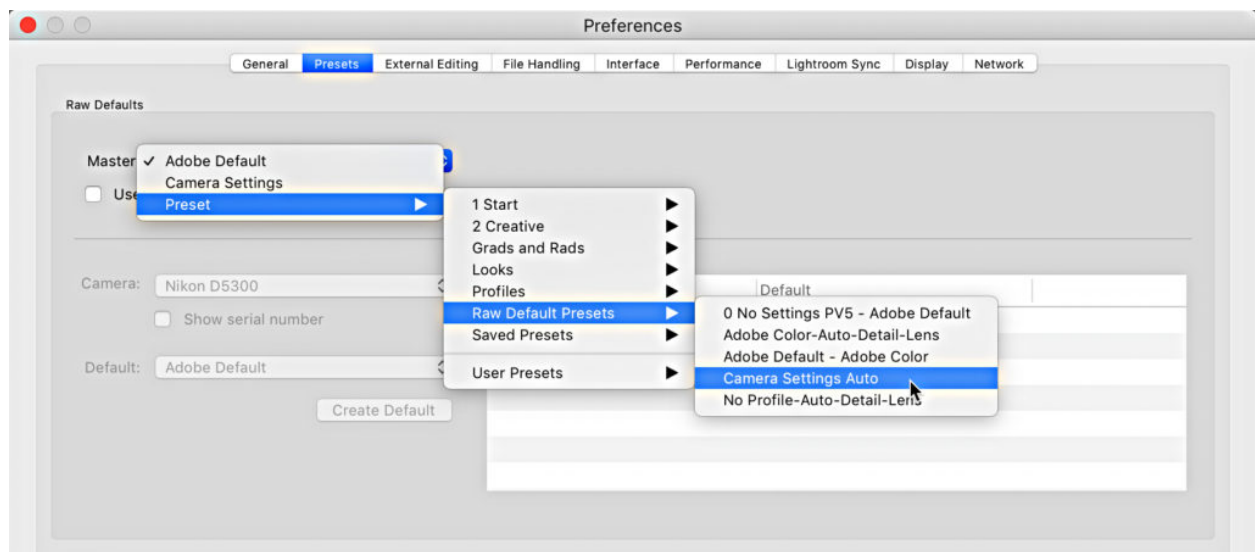 Preferences
General Presets External Editing File Handling Interface Performance Lightroom Sync Display Network
Raw Defaults
Master
✓ Adobe Default
Camera Settings
Preset
Use
1 Start
2 Creative
Grads and Rads
Looks
Profiles
Raw Default Presets
Saved Presets
User Presets
Camera: Nikon D5300
Show serial number
Default: Adobe Default
Create Default
Default
0 No Settings PV5 - Adobe Default
Adobe Color-Auto-Detail-Lens
Adobe Default - Adobe Color
Camera Settings Auto
No Profile-Auto-Detail-Lens